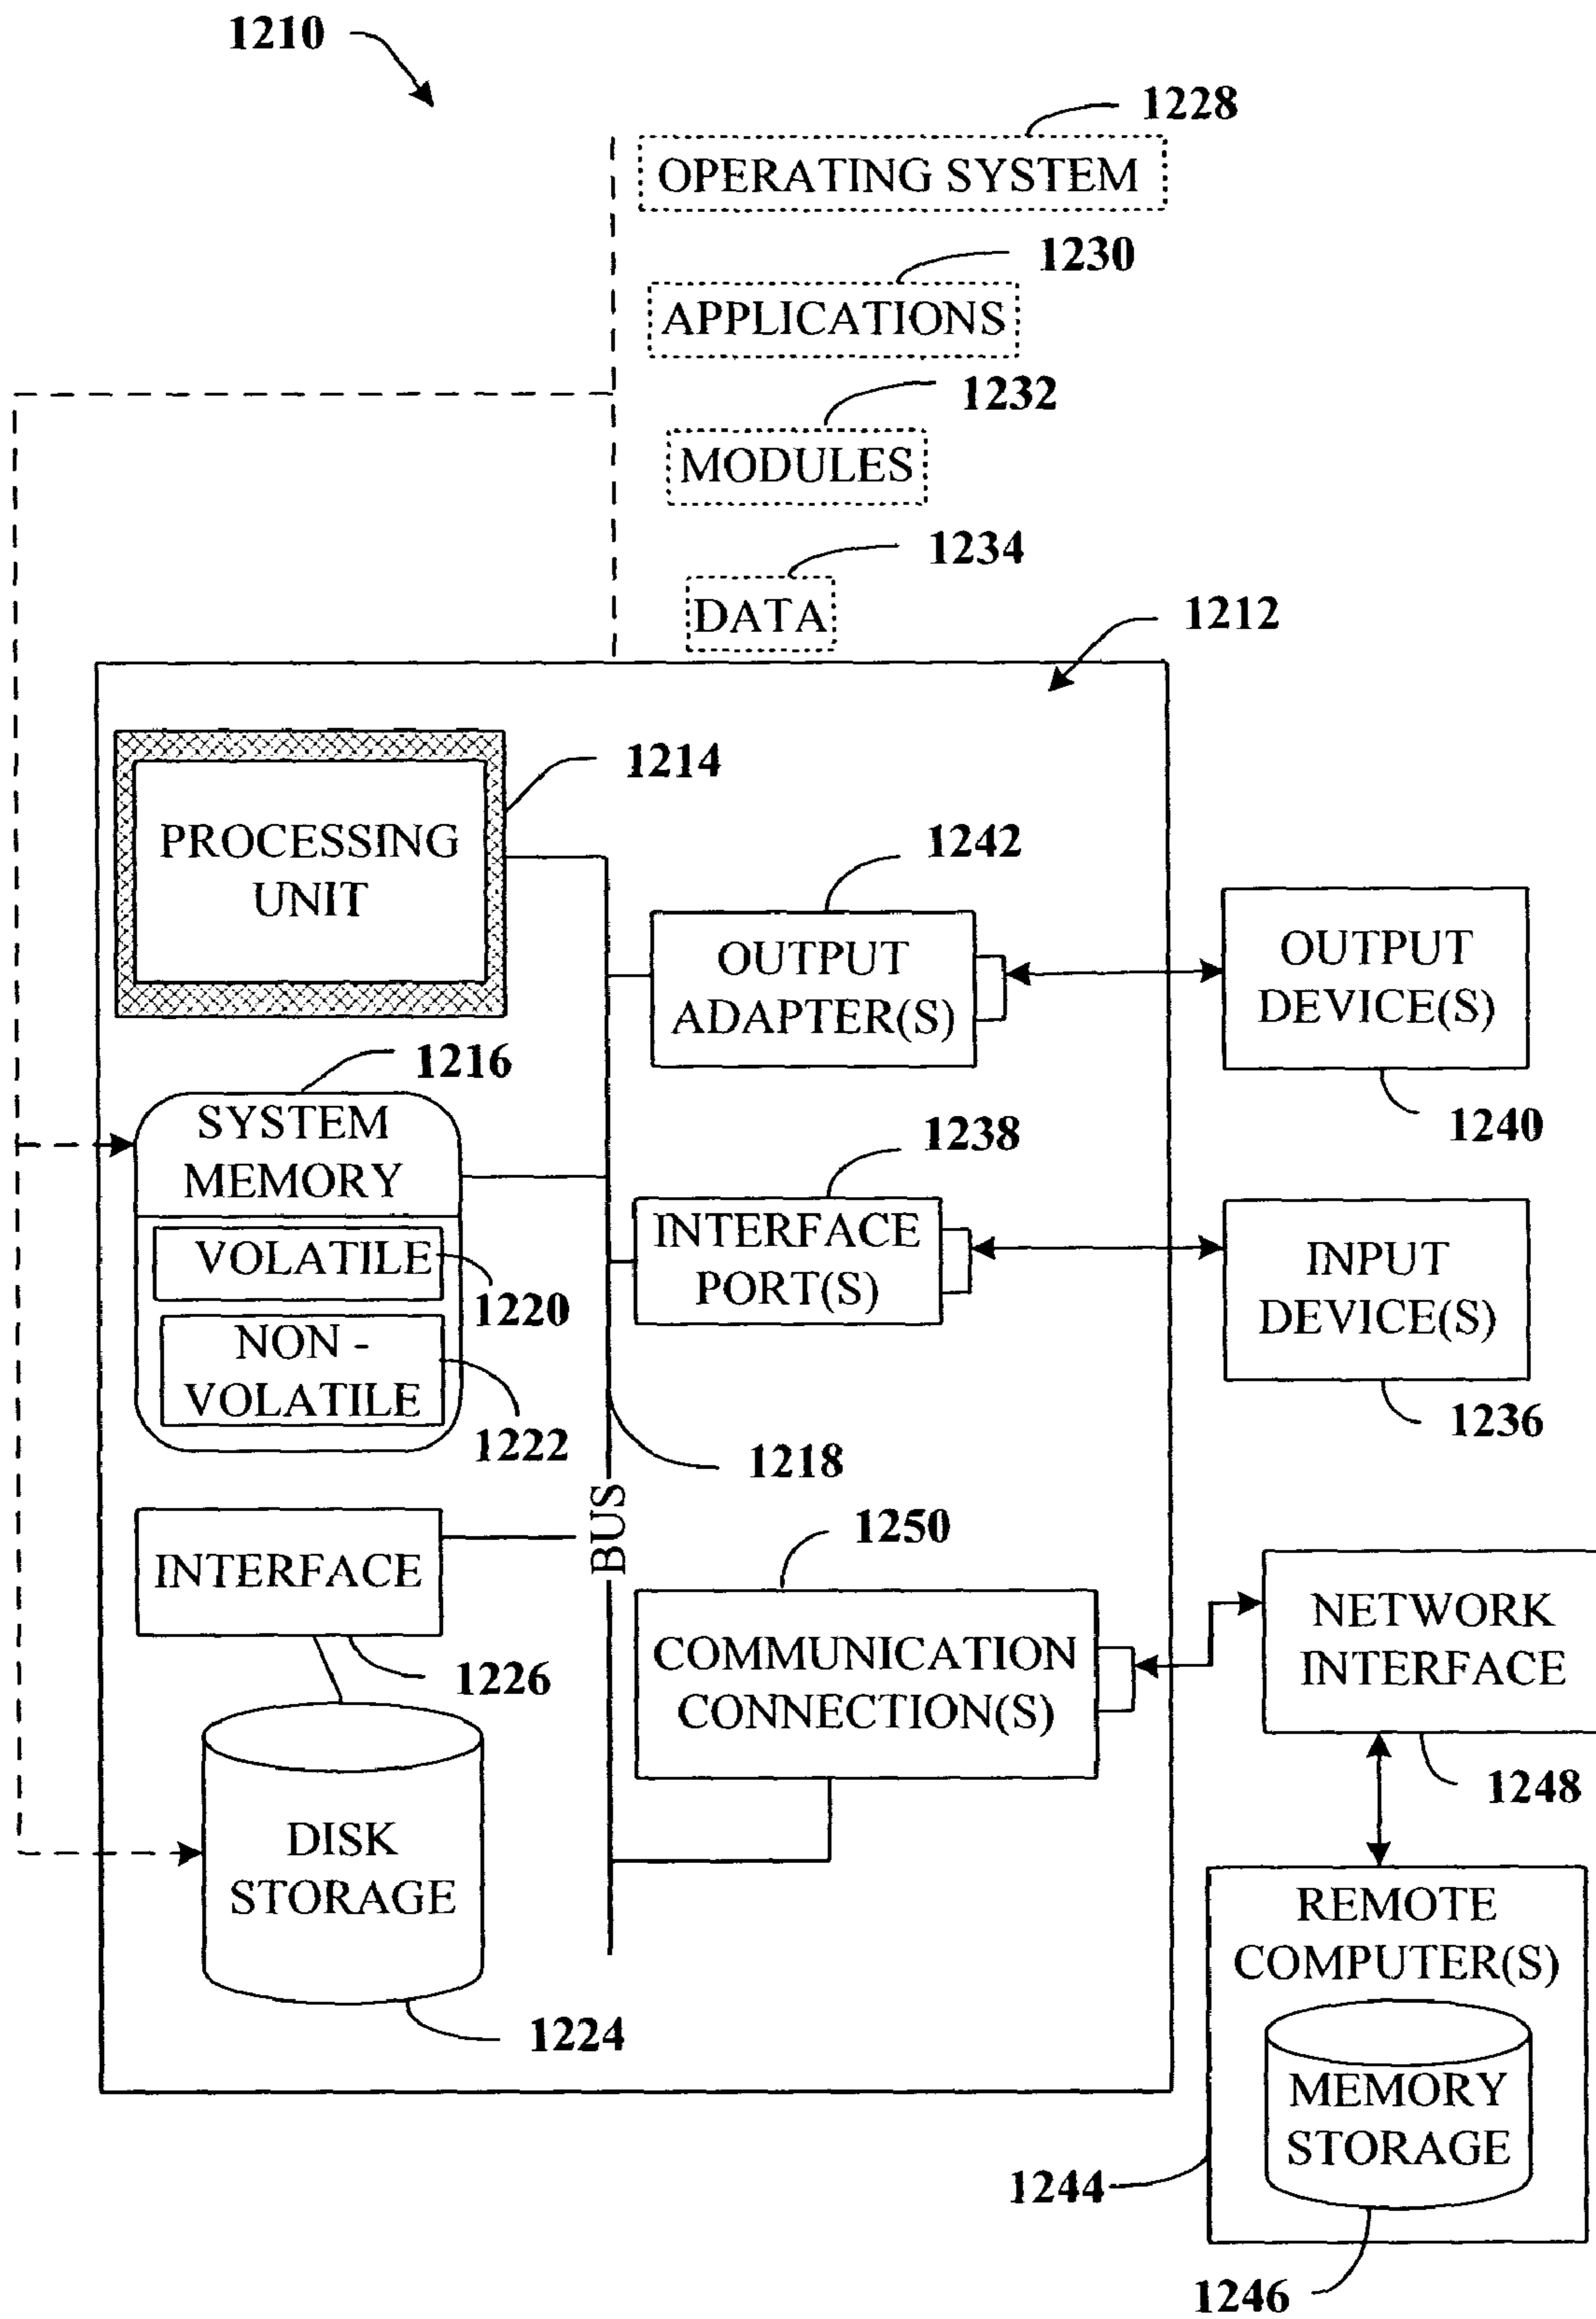 1210
1228
OPERATING SYSTEM
1230
APPLICATIONS
1232
MODULES
1234
DATA
1212
1214
PROCESSING
UNIT
1242
OUTPUT
ADAPTER(S)
OUTPUT
DEVICE(S)
1240
1216
SYSTEM
MEMORY
VOLATILE
1220
NON -
VOLATILE
1222
1238
INTERFACE
PORT(S)
INPUT
DEVICE(S)
1236
1218
BUS
INTERFACE
1226
1250
COMMUNICATION
CONNECTION(S)
NETWORK
INTERFACE
1248
DISK
STORAGE
1224
REMOTE
COMPUTER(S)
MEMORY
STORAGE
1244
1246